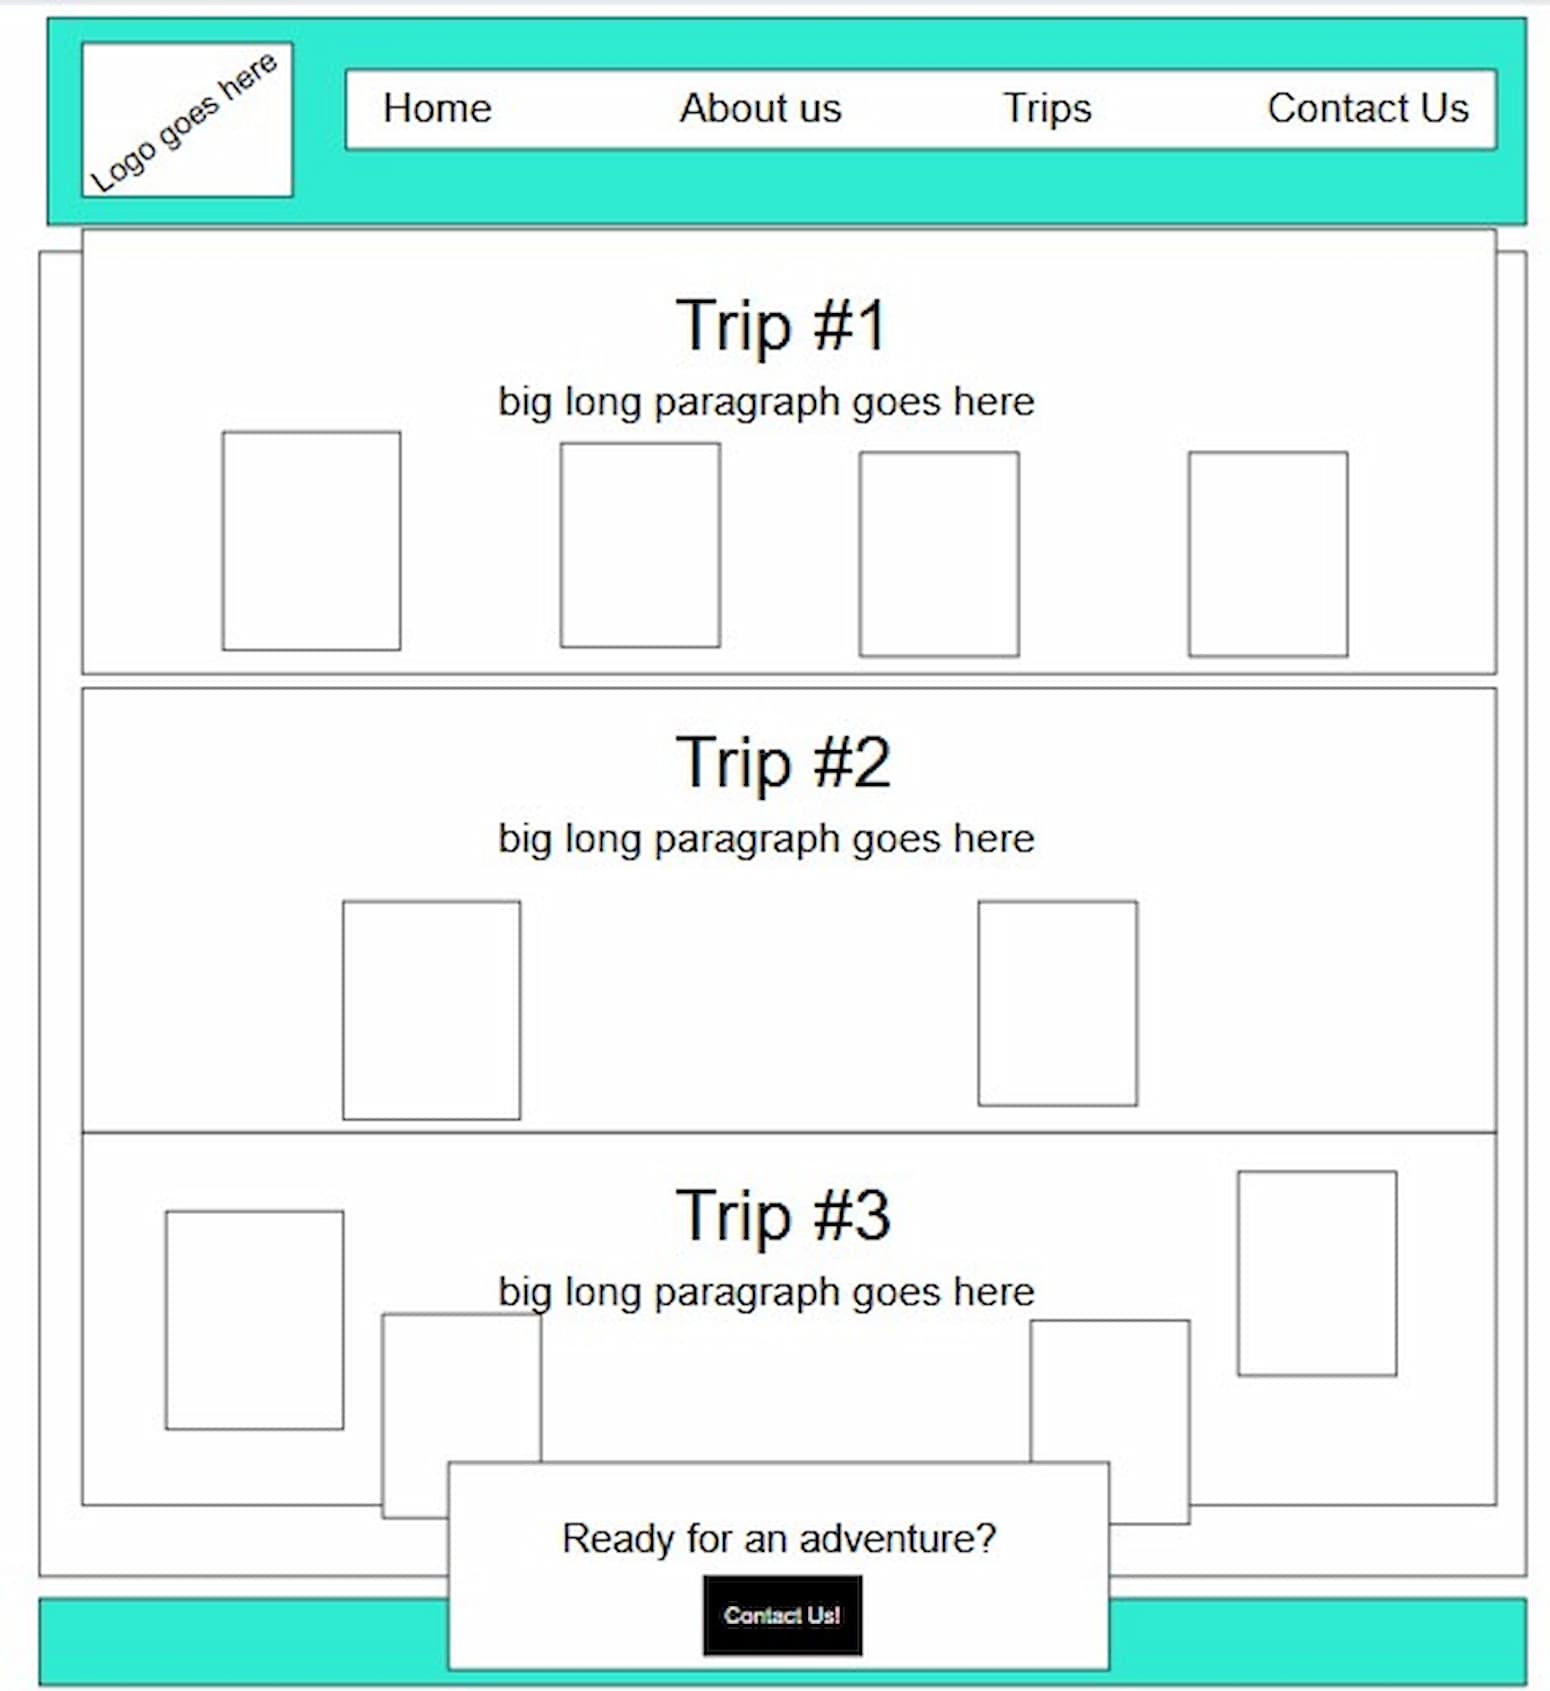 Logo goes here
Home About us Trips Contact Us
Trip #1
big long paragraph goes here
Trip #2
big long paragraph goes here
Trip #3
big long paragraph goes here
Ready for an adventure?
Contact Us!